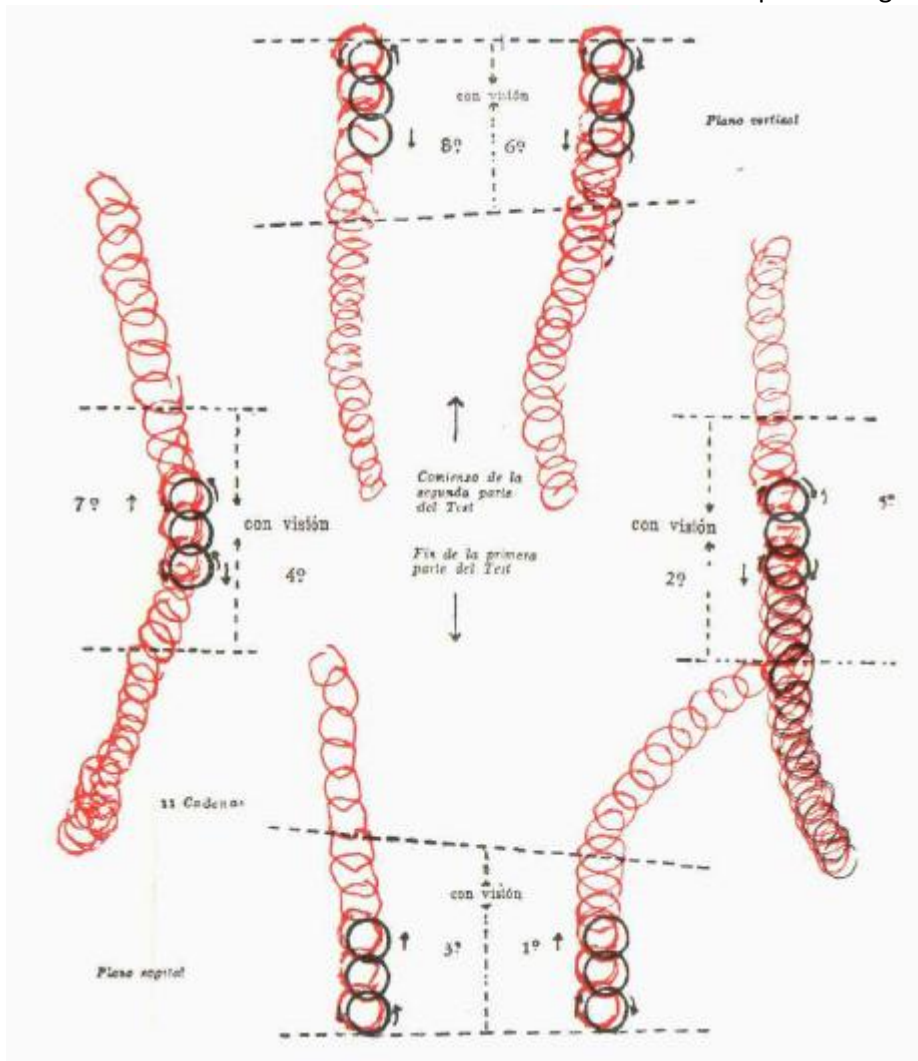 con visión
8º
6º
Plano vertical
7º
con visión
4º
Comienzo de la
segunda parte
del Test
Fin de la primera
parte del Test
con visión
2º
5º
11 Cadenas
con visión
3º
1º
Plano sagital